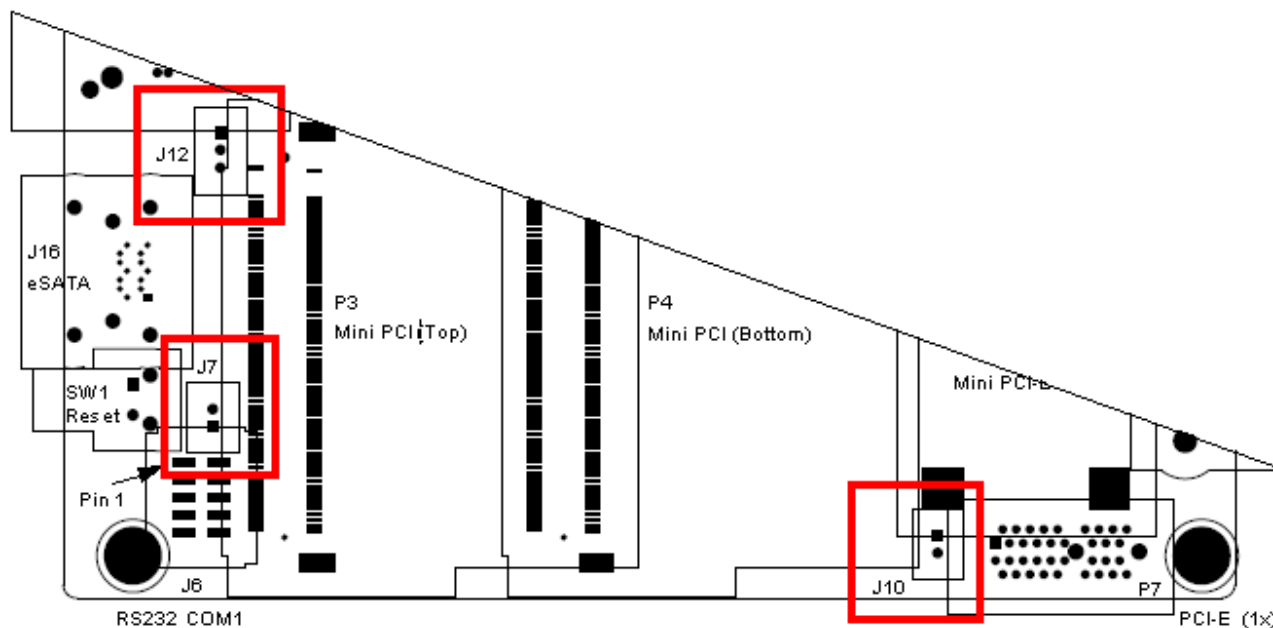 J12
J16
eSATA
P3
Mini PCI (Top)
P4
Mini PCI (Bottom)
J7
Mini PCI-E
SW1
Reset
Pin 1
J6
J10
P7
RS232 COM1
PCI-E (1x)